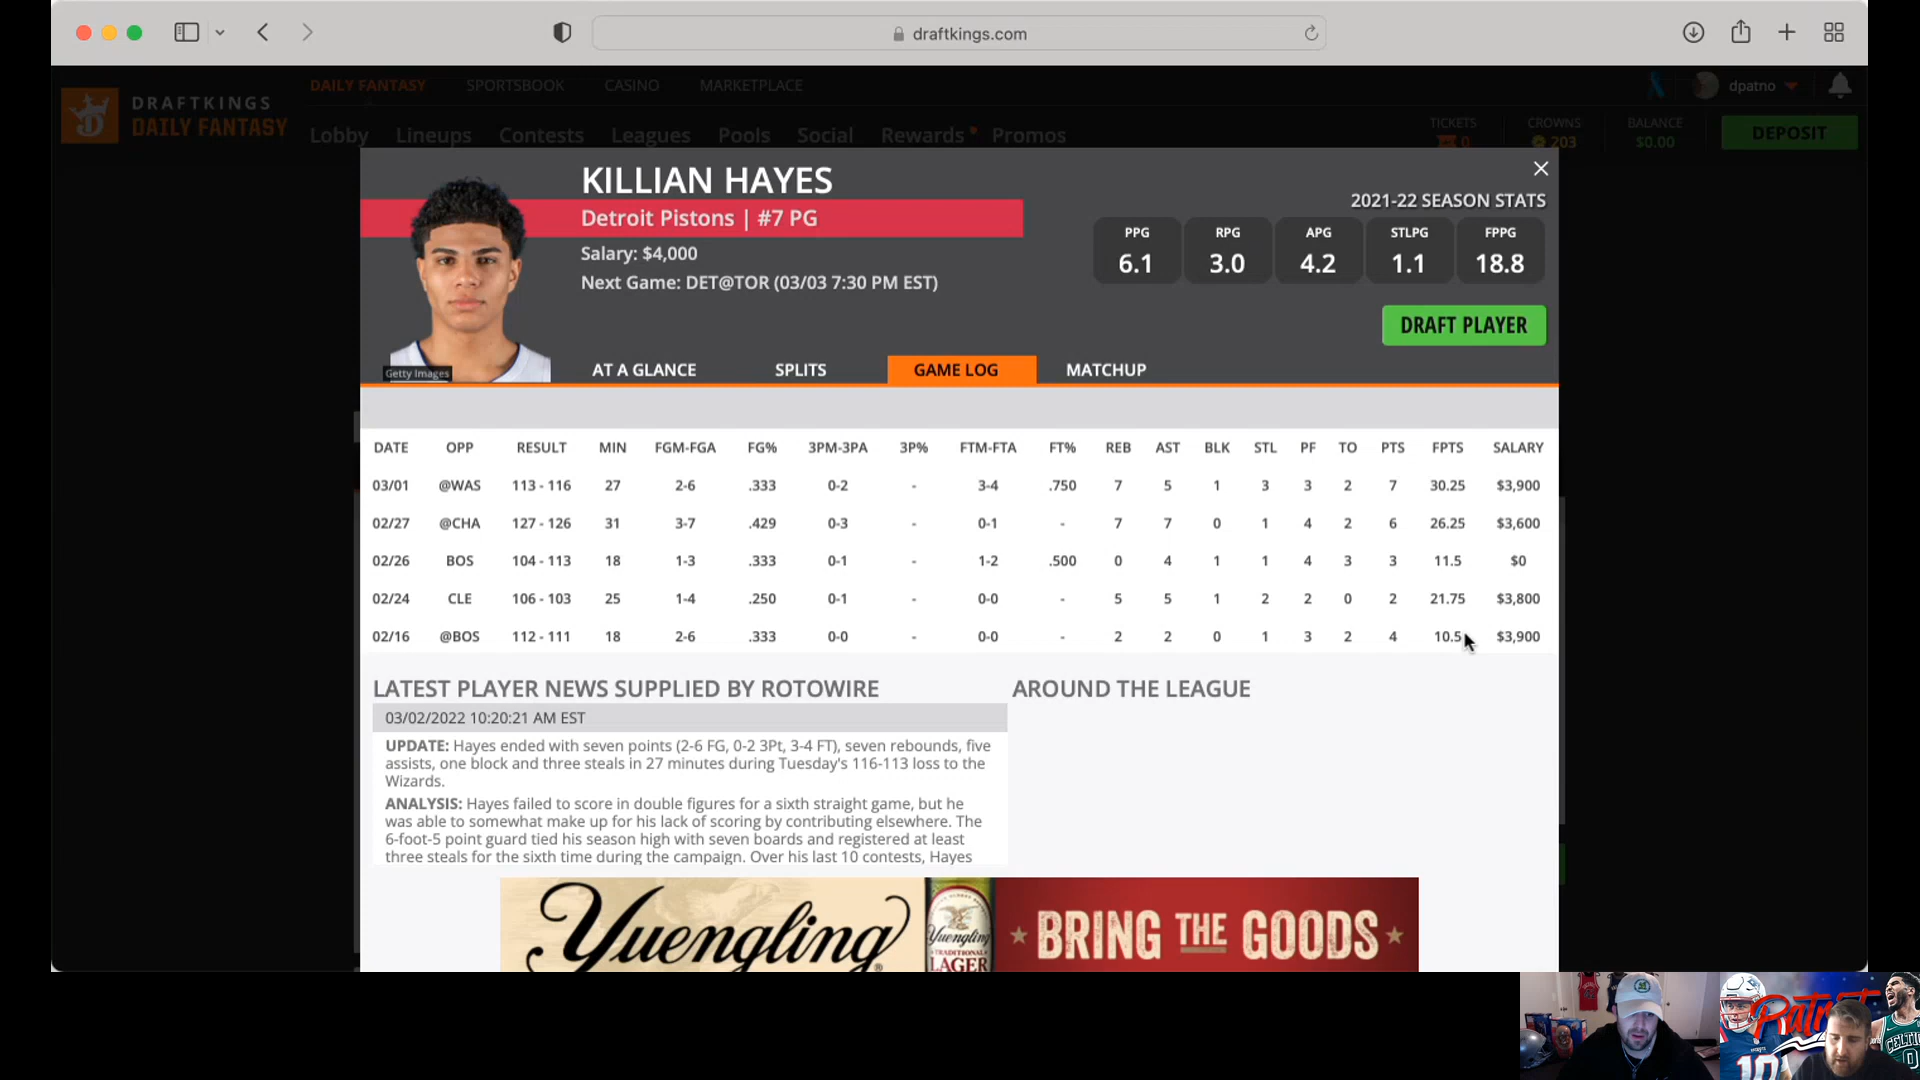 draftkings.com
DRAFTKINGS
DAILY FANTASY
DAILY FANTASY SPORTSBOOK CASINO MARKETPLACE
dpatno
Lobby Lineups Contests Leagues Pools Social Rewards Promos
TICKETS CROWNS BALANCE
0 203 $0.00
DEPOSIT
KILLIAN HAYES
Detroit Pistons | #7 PG
Salary: $4,000
Next Game: DET@TOR (03/03 7:30 PM EST)
Getty Images
2021-22 SEASON STATS
PPG RPG APG STLPG FPPG
6.1 3.0 4.2 1.1 18.8
DRAFT PLAYER
AT A GLANCE SPLITS GAME LOG MATCHUP
DATE OPP RESULT MIN FGM-FGA FG% 3PM-3PA 3P% FTM-FTA FT% REB AST BLK STL PF TO PTS FPTS SALARY
03/01 @WAS 113 - 116 27 2-6 .333 0-2 - 3-4 .750 7 5 1 3 3 2 7 30.25 $3,900
02/27 @CHA 127 - 126 31 3-7 .429 0-3 - 0-1 - 7 7 0 1 4 2 6 26.25 $3,600
02/26 BOS 104 - 113 18 1-3 .333 0-1 - 1-2 .500 0 4 1 1 4 3 3 11.5 $0
02/24 CLE 106 - 103 25 1-4 .250 0-1 - 0-0 - 5 5 1 2 2 0 2 21.75 $3,800
02/16 @BOS 112 - 111 18 2-6 .333 0-0 - 0-0 - 2 2 0 1 3 2 4 10.5 $3,900
LATEST PLAYER NEWS SUPPLIED BY ROTOWIRE
03/02/2022 10:20:21 AM EST
UPDATE: Hayes ended with seven points (2-6 FG, 0-2 3Pt, 3-4 FT), seven rebounds, five
assists, one block and three steals in 27 minutes during Tuesday's 116-113 loss to the
Wizards.
ANALYSIS: Hayes failed to score in double figures for a sixth straight game, but he
was able to somewhat make up for his lack of scoring by contributing elsewhere. The
6-foot-5 point guard tied his season high with seven boards and registered at least
three steals for the sixth time during the campaign. Over his last 10 contests, Hayes
AROUND THE LEAGUE
Yuengling
Yuengling
TRADITIONAL
LAGER
BRING THE GOODS
10
CELTICS
0